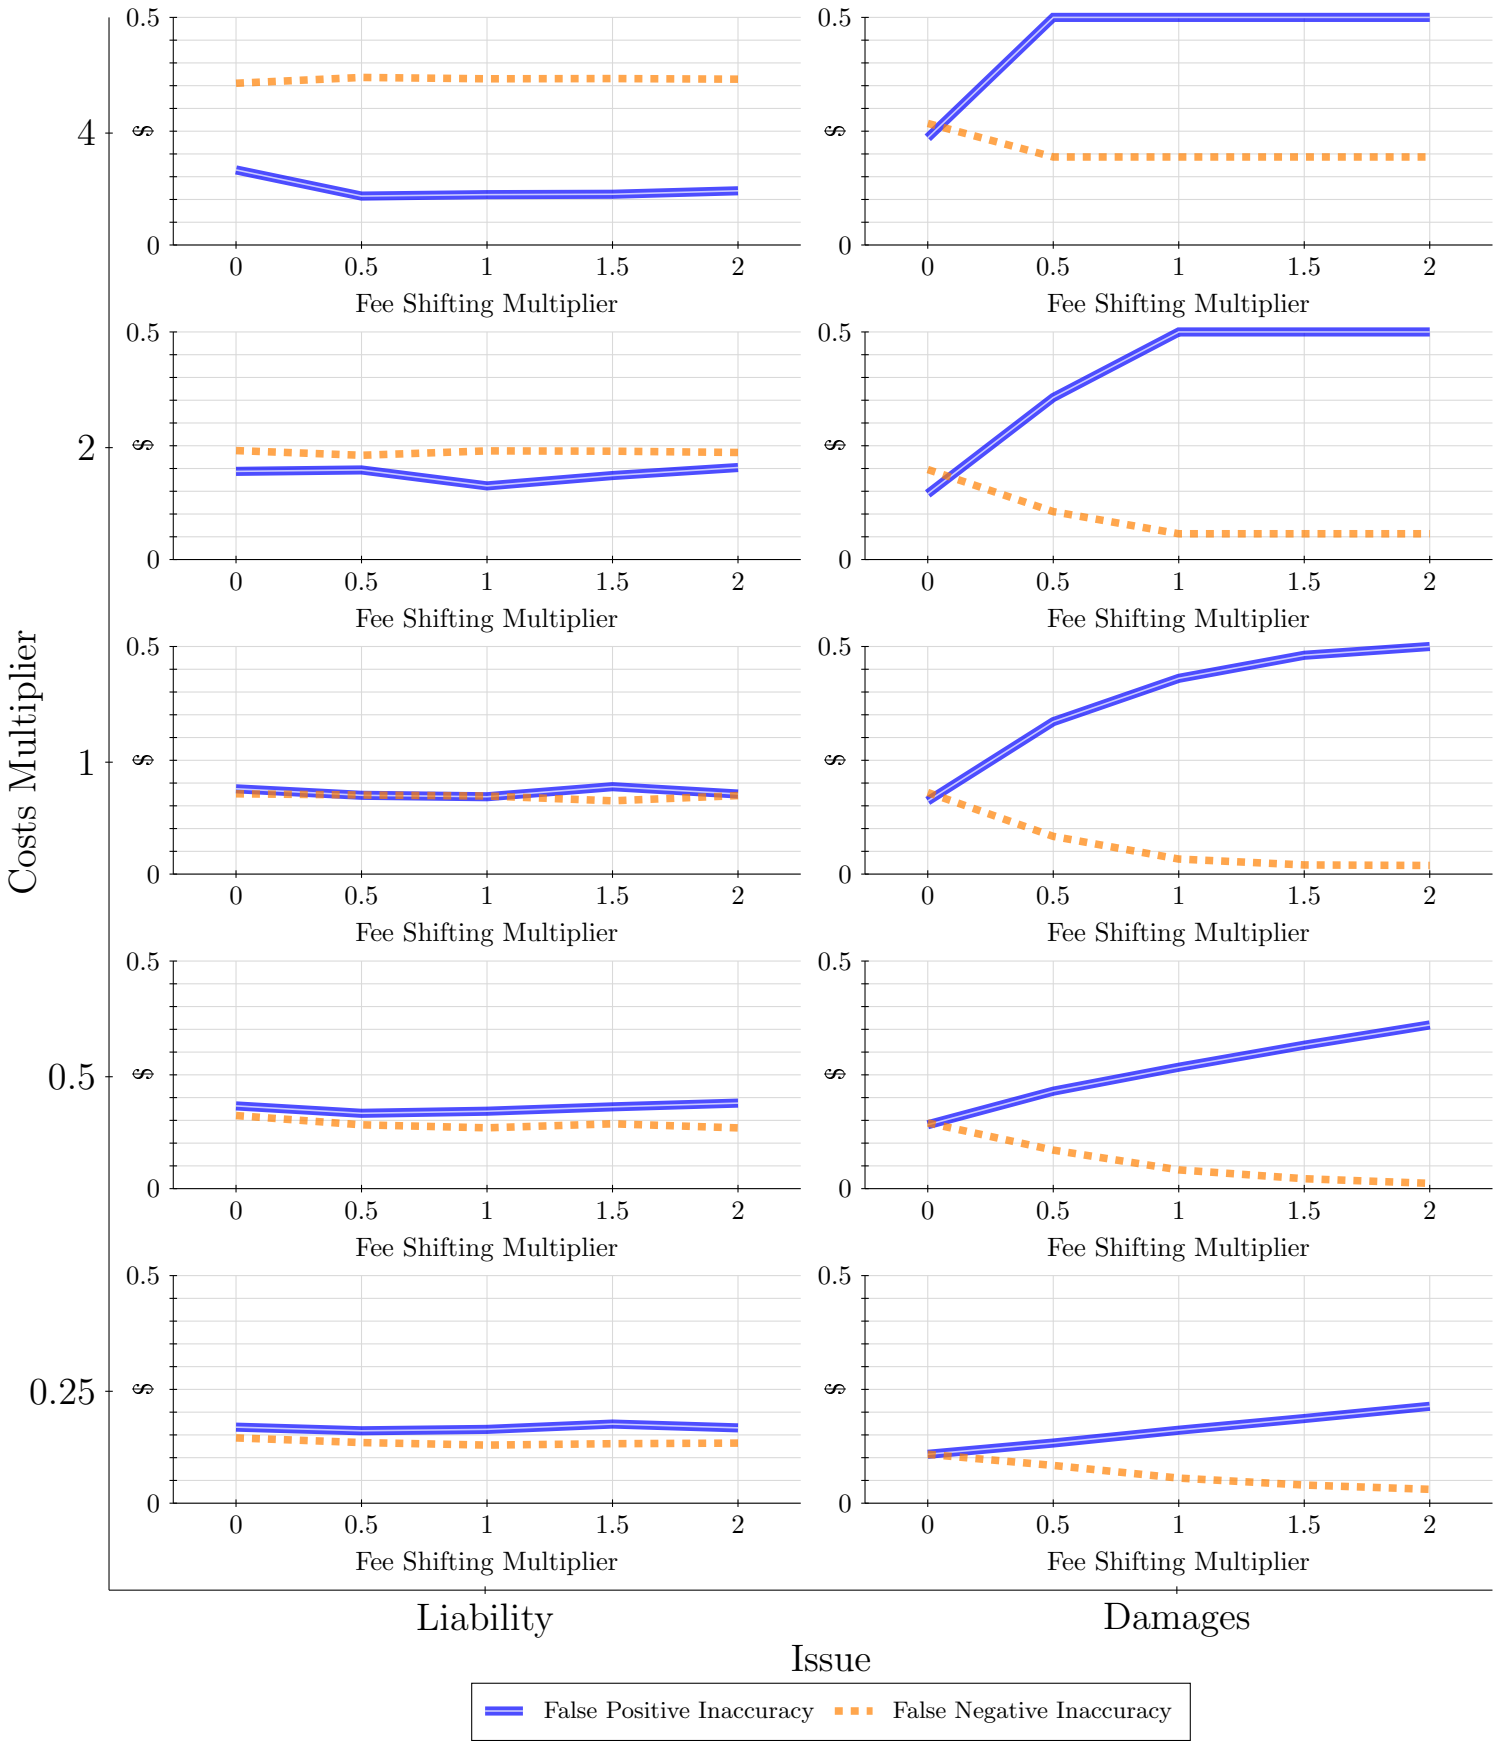 Costs Multiplier
4
0.5
$
0
0 0.5 1 1.5 2
Fee Shifting Multiplier
0.5
$
0
0 0.5 1 1.5 2
Fee Shifting Multiplier
2
0.5
$
0
0 0.5 1 1.5 2
Fee Shifting Multiplier
0.5
$
0
0 0.5 1 1.5 2
Fee Shifting Multiplier
1
0.5
$
0
0 0.5 1 1.5 2
Fee Shifting Multiplier
0.5
$
0
0 0.5 1 1.5 2
Fee Shifting Multiplier
0.5
0.5
$
0
0 0.5 1 1.5 2
Fee Shifting Multiplier
0.5
$
0
0 0.5 1 1.5 2
Fee Shifting Multiplier
0.25
0.5
$
0
0 0.5 1 1.5 2
Fee Shifting Multiplier
0.5
$
0
0 0.5 1 1.5 2
Fee Shifting Multiplier
Liability
Damages
Issue
False Positive Inaccuracy
False Negative Inaccuracy